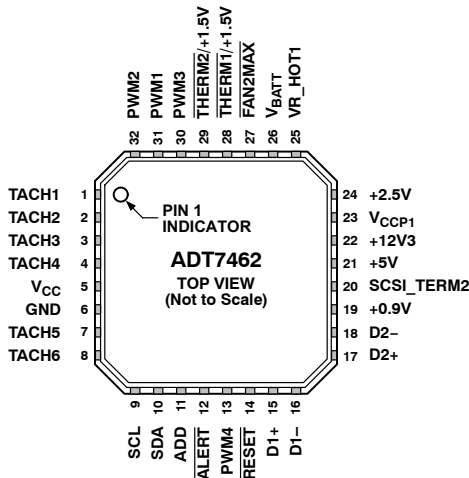 PWM2
PWM1
PWM3
THERM2/+1.5V
THERM1/+1.5V
FAN2MAX
VBATT
VR_HOT1
32 31 30 29 28 27 26 25
TACH1 1
TACH2 2
TACH3 3
TACH4 4
VCC 5
GND 6
TACH5 7
TACH6 8
PIN 1
INDICATOR
ADT7462
TOP VIEW
(Not to Scale)
24 +2.5V
23 VCCP1
22 +12V3
21 +5V
20 SCSI_TERM2
19 +0.9V
18 D2–
17 D2+
9 10 11 12 13 14 15 16
SCL
SDA
ADD
ALERT
PWM4
RESET
D1+
D1–